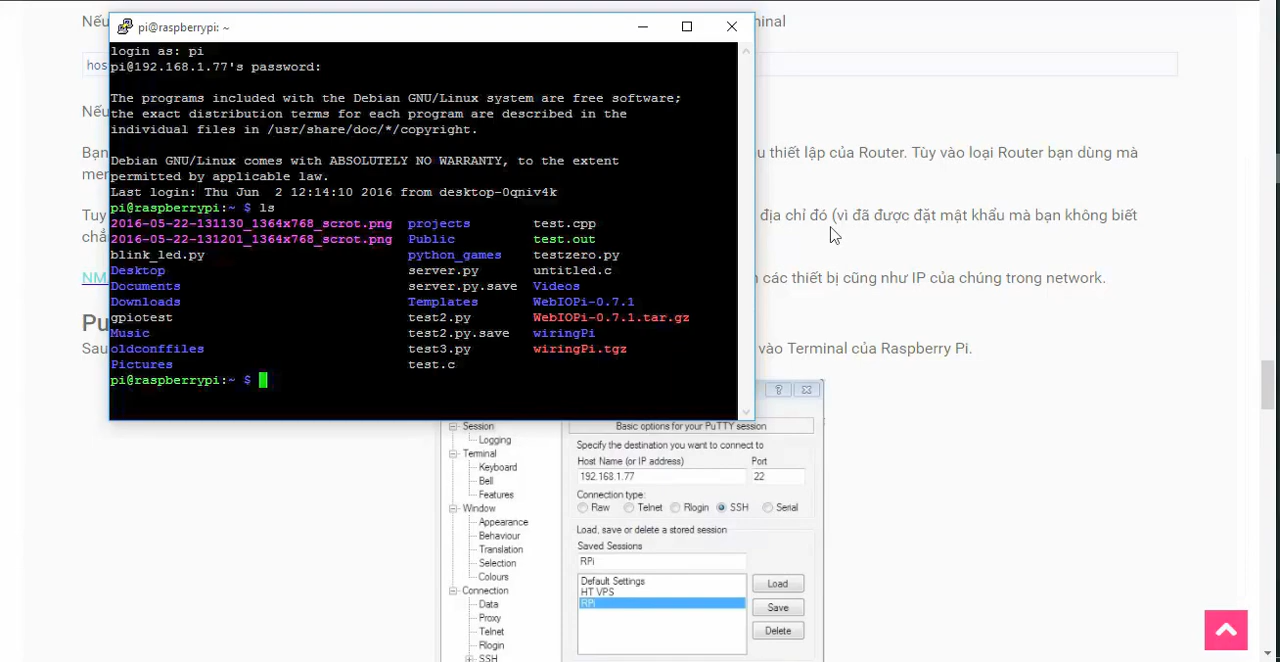 Nếu
minal
pi@raspberrypi: ~
login as: pi
hos
pi@192.168.1.77's password:
The programs included with the Debian GNU/Linux system are free software;
the exact distribution terms for each program are described in the
individual files in /usr/share/doc/*/copyright.
Nếu
Debian GNU/Linux comes with ABSOLUTELY NO WARRANTY, to the extent
permitted by applicable law.
Last login: Thu Jun  2 12:14:10 2016 from desktop-0qniv4k
Bạn
u thiết lập của Router. Tùy vào loại Router bạn dùng mà
men
pi@raspberrypi:~ $ ls
2016-05-22-131130_1364x768_scrot.png projects test.cpp
2016-05-22-131201_1364x768_scrot.png Public test.out
blink_led.py python_games testzero.py
Desktop server.py untitled.c
Documents server.py.save Videos
Downloads Templates WebIOPi-0.7.1
gpiotest test2.py WebIOPi-0.7.1.tar.gz
Music test2.py.save wiringPi
oldconffiles test3.py wiringPi.tgz
Pictures test.c
pi@raspberrypi:~ $
Tuy
địa chỉ đó (vì đã được đặt mật khẩu mà bạn không biết
chắ
NM
các thiết bị cũng như IP của chúng trong network.
Pu
Sau
vào Terminal của Raspberry Pi.
Session
Logging
Terminal
Keyboard
Bell
Features
Window
Appearance
Behaviour
Translation
Selection
Colours
Connection
Data
Proxy
Telnet
Rlogin
SSH
Basic options for your PuTTY session
Specify the destination you want to connect to
Host Name (or IP address) Port
192.168.1.77 22
Connection type:
Raw Telnet Rlogin SSH Serial
Load, save or delete a stored session
Saved Sessions
RPi
Default Settings
HT VPS
RPi
Load
Save
Delete